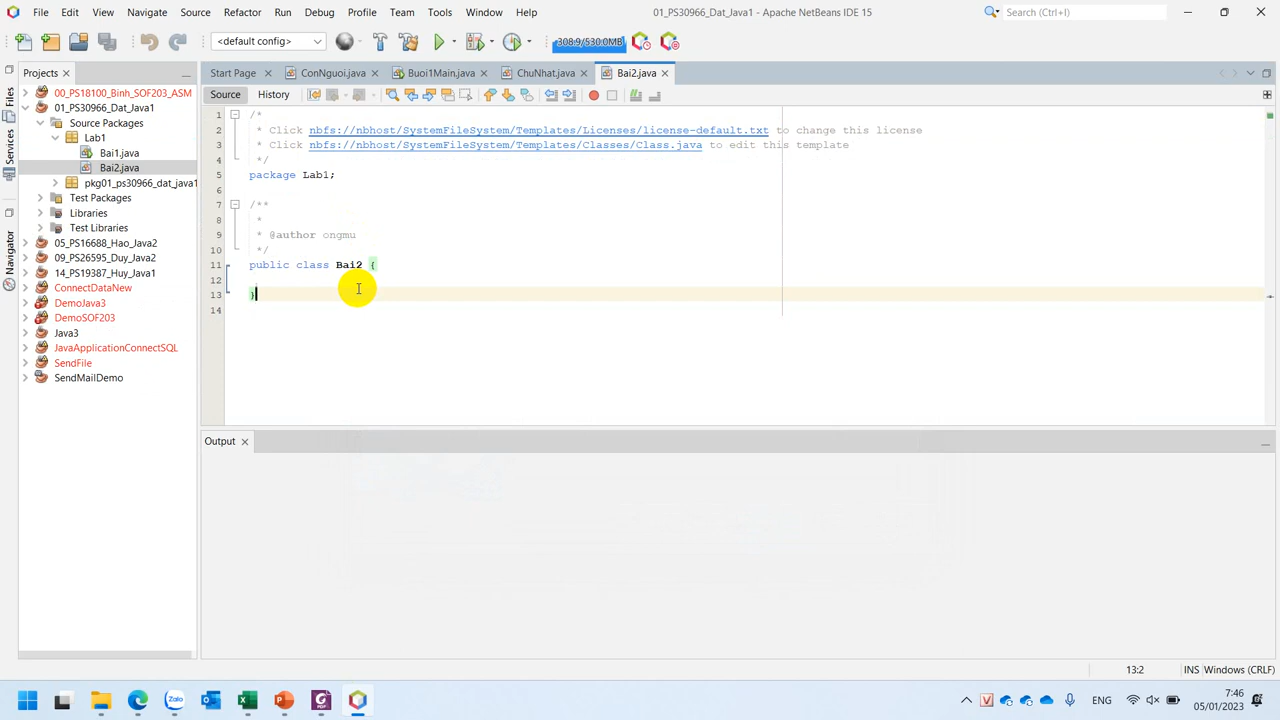 File Edit View Navigate Source Refactor Run Debug Profile Team Tools Window Help
01_PS30966_Dat_Java1 - Apache NetBeans IDE 15
Search (Ctrl+I)
<default config>
308.9/530.0MB
Projects
Start Page
ConNguoi.java
Buoi1Main.java
ChuNhat.java
Bai2.java
Files
Services
Navigator
00_PS18100_Binh_SOF203_ASM
01_PS30966_Dat_Java1
Source Packages
Lab1
Bai1.java
Bai2.java
pkg01_ps30966_dat_java1
Test Packages
Libraries
Test Libraries
05_PS16688_Hao_Java2
09_PS26595_Duy_Java2
14_PS19387_Huy_Java1
ConnectDataNew
DemoJava3
DemoSOF203
Java3
JavaApplicationConnectSQL
SendFile
SendMailDemo
Source History
1 /*
2 * Click nbfs://nbhost/SystemFileSystem/Templates/Licenses/license-default.txt to change this license
3 * Click nbfs://nbhost/SystemFileSystem/Templates/Classes/Class.java to edit this template
4 */
5 package Lab1;
6
7 /**
8 *
9 * @author ongmu
10 */
11 public class Bai2 {
12
13 }
14
Output
13:2 INS Windows (CRLF)
Zalo
PDF
ENG
7:46
05/01/2023